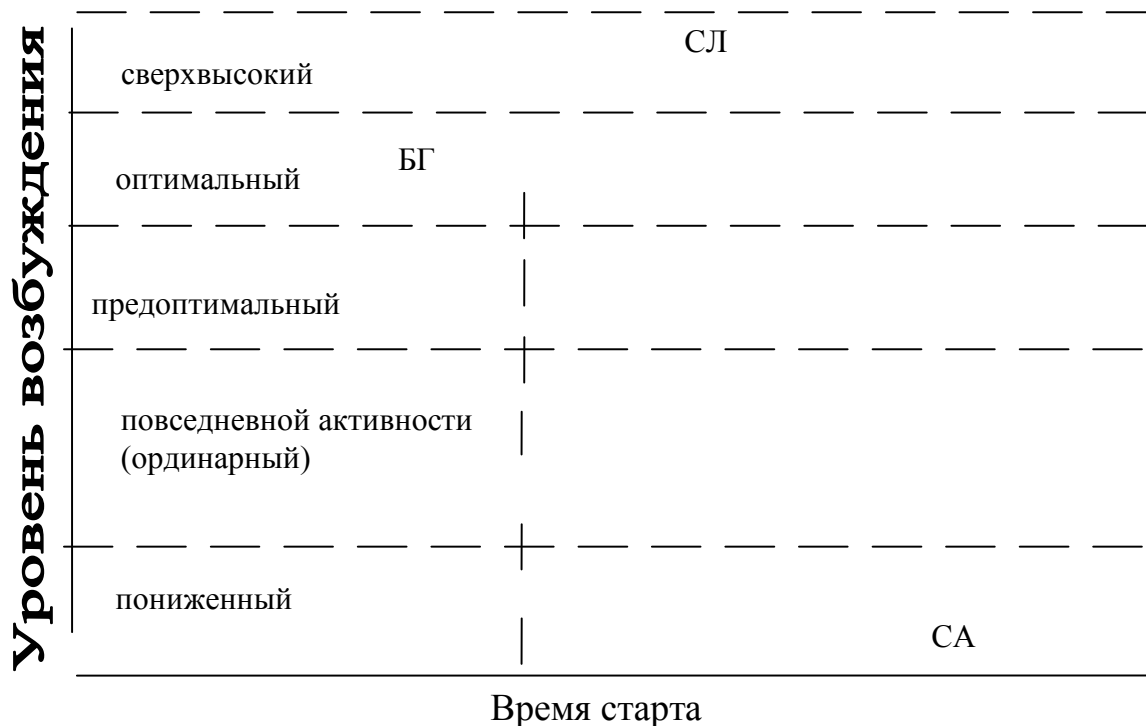 Уровень возбуждения
СЛ
сверхвысокий
БГ
оптимальный
предоптимальный
повседневной активности
(ординарный)
пониженный
СА
Время старта